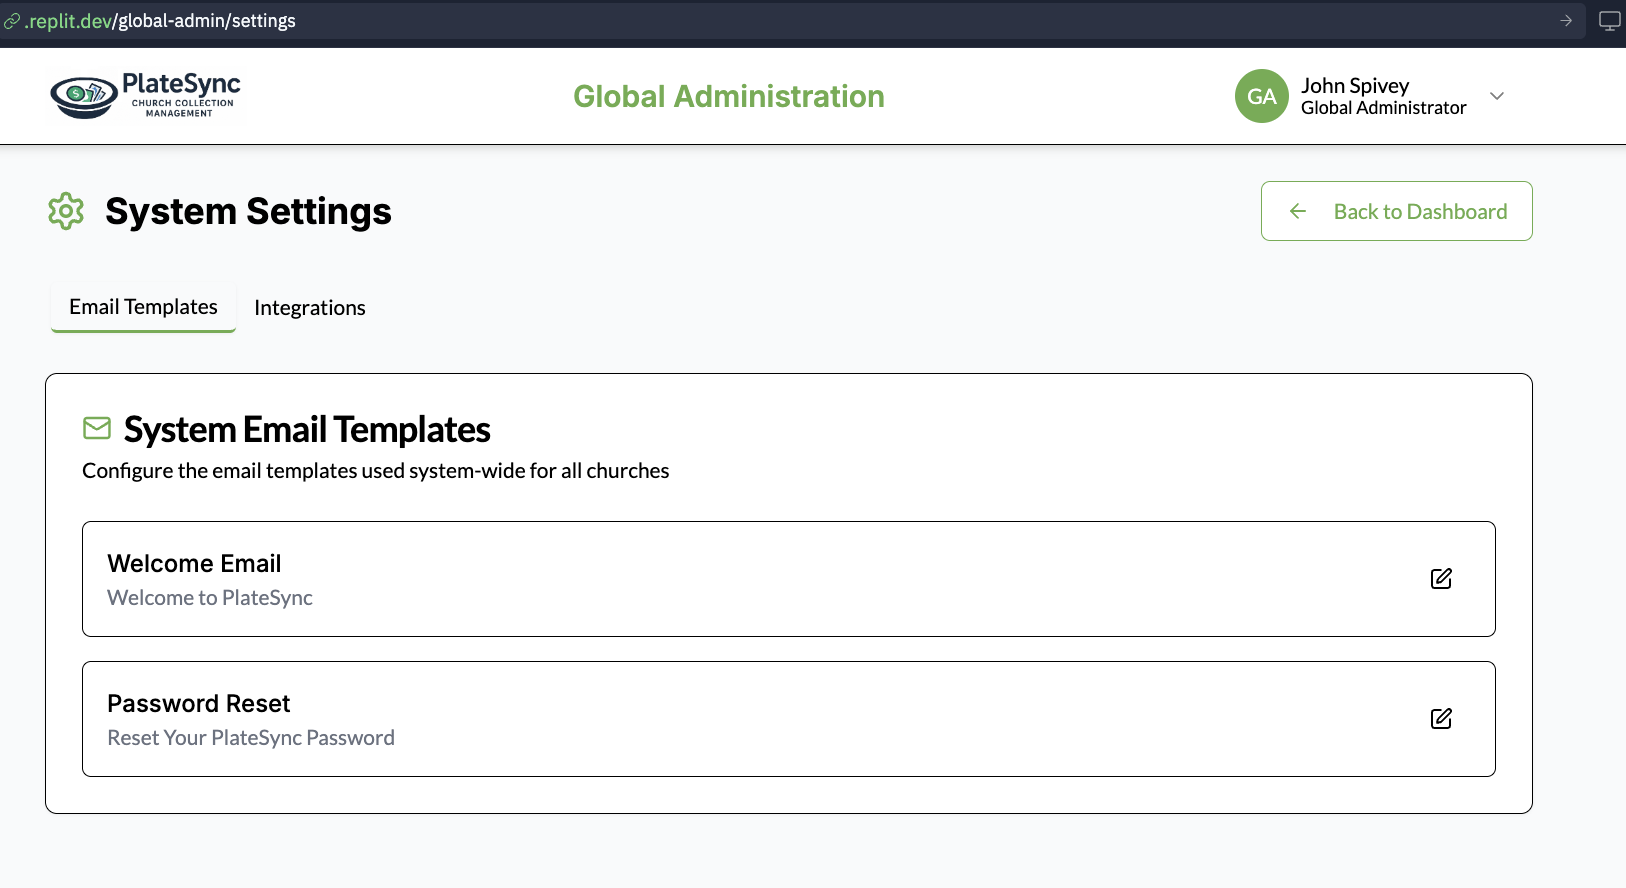 .replit.dev/global-admin/settings
PlateSync
CHURCH COLLECTION
MANAGEMENT
Global Administration
GA
John Spivey
Global Administrator
System Settings
Back to Dashboard
Email Templates
Integrations
System Email Templates
Configure the email templates used system-wide for all churches
Welcome Email
Welcome to PlateSync
Password Reset
Reset Your PlateSync Password